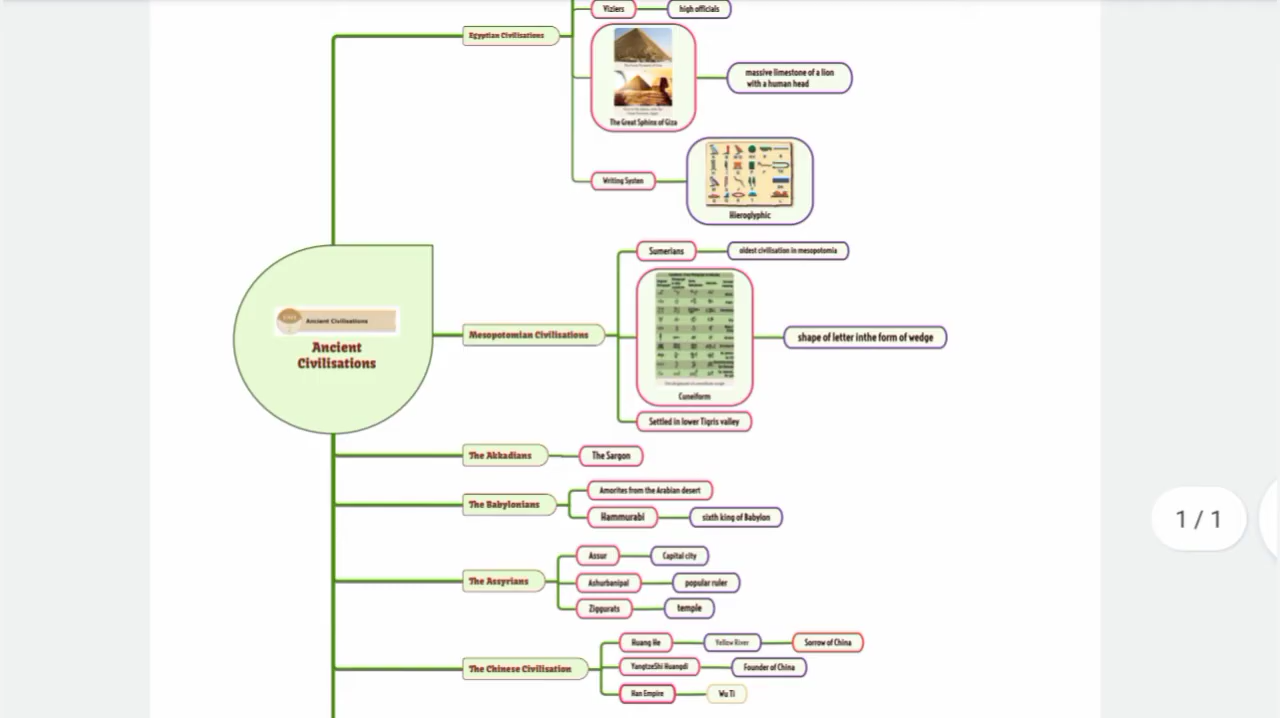 Viziers
high officials
Egyptian Civilisations
massive limestone of a lion
with a human head
The Great Sphinx of Giza
Writing Systen
Hieroglyphic
Sumerians
oldest civilisation in mesopotomia
Ancient Civilisations
Ancient
Civilisations
Mesopotomian Civilisations
shape of letter inthe form of wedge
Cuneiform
Settled in lower Tigris valley
The Akkadians
The Sargon
The Babylonians
Amorites from the Arabian desert
Hammurabi
sixth king of Babylon
The Assyrians
Assur
Capital city
Ashurbanipal
popular ruler
Ziggurats
temple
The Chinese Civilisation
Huang He
Yellow River
Sorrow of China
YangtzeShi Huangdi
Founder of China
Han Empire
Wu Ti
1 / 1